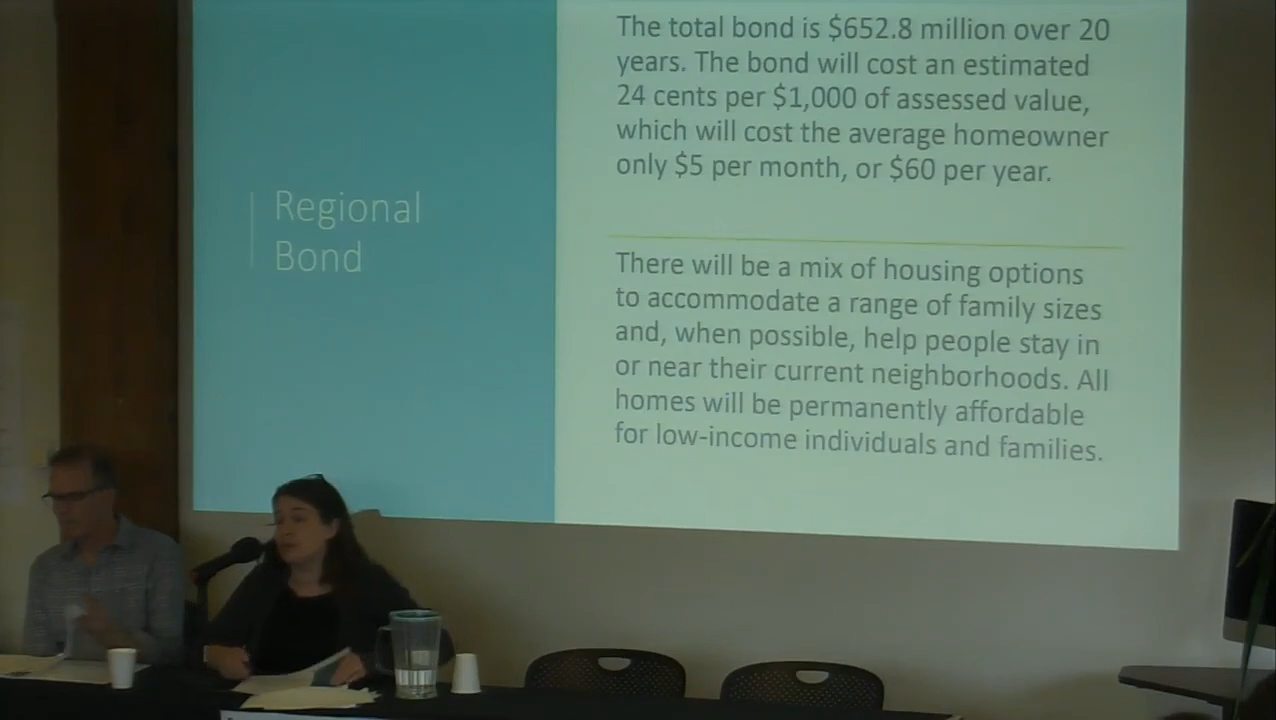 Regional
Bond
The total bond is $652.8 million over 20
years. The bond will cost an estimated
24 cents per $1,000 of assessed value,
which will cost the average homeowner
only $5 per month, or $60 per year.
There will be a mix of housing options
to accommodate a range of family sizes
and, when possible, help people stay in
or near their current neighborhoods. All
homes will be permanently affordable
for low-income individuals and families.